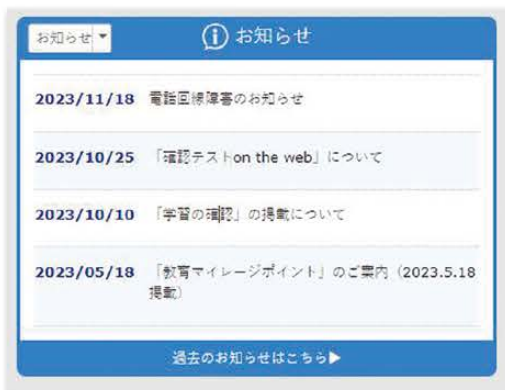 お知らせ
お知らせ
2023/11/18 電話回線障害のお知らせ
2023/10/25 「確認テストon the web」について
2023/10/10 「学習の確認」の掲載について
2023/05/18 「教育マイレージポイント」のご案内（2023.5.18
掲載）
過去のお知らせはこちら▶